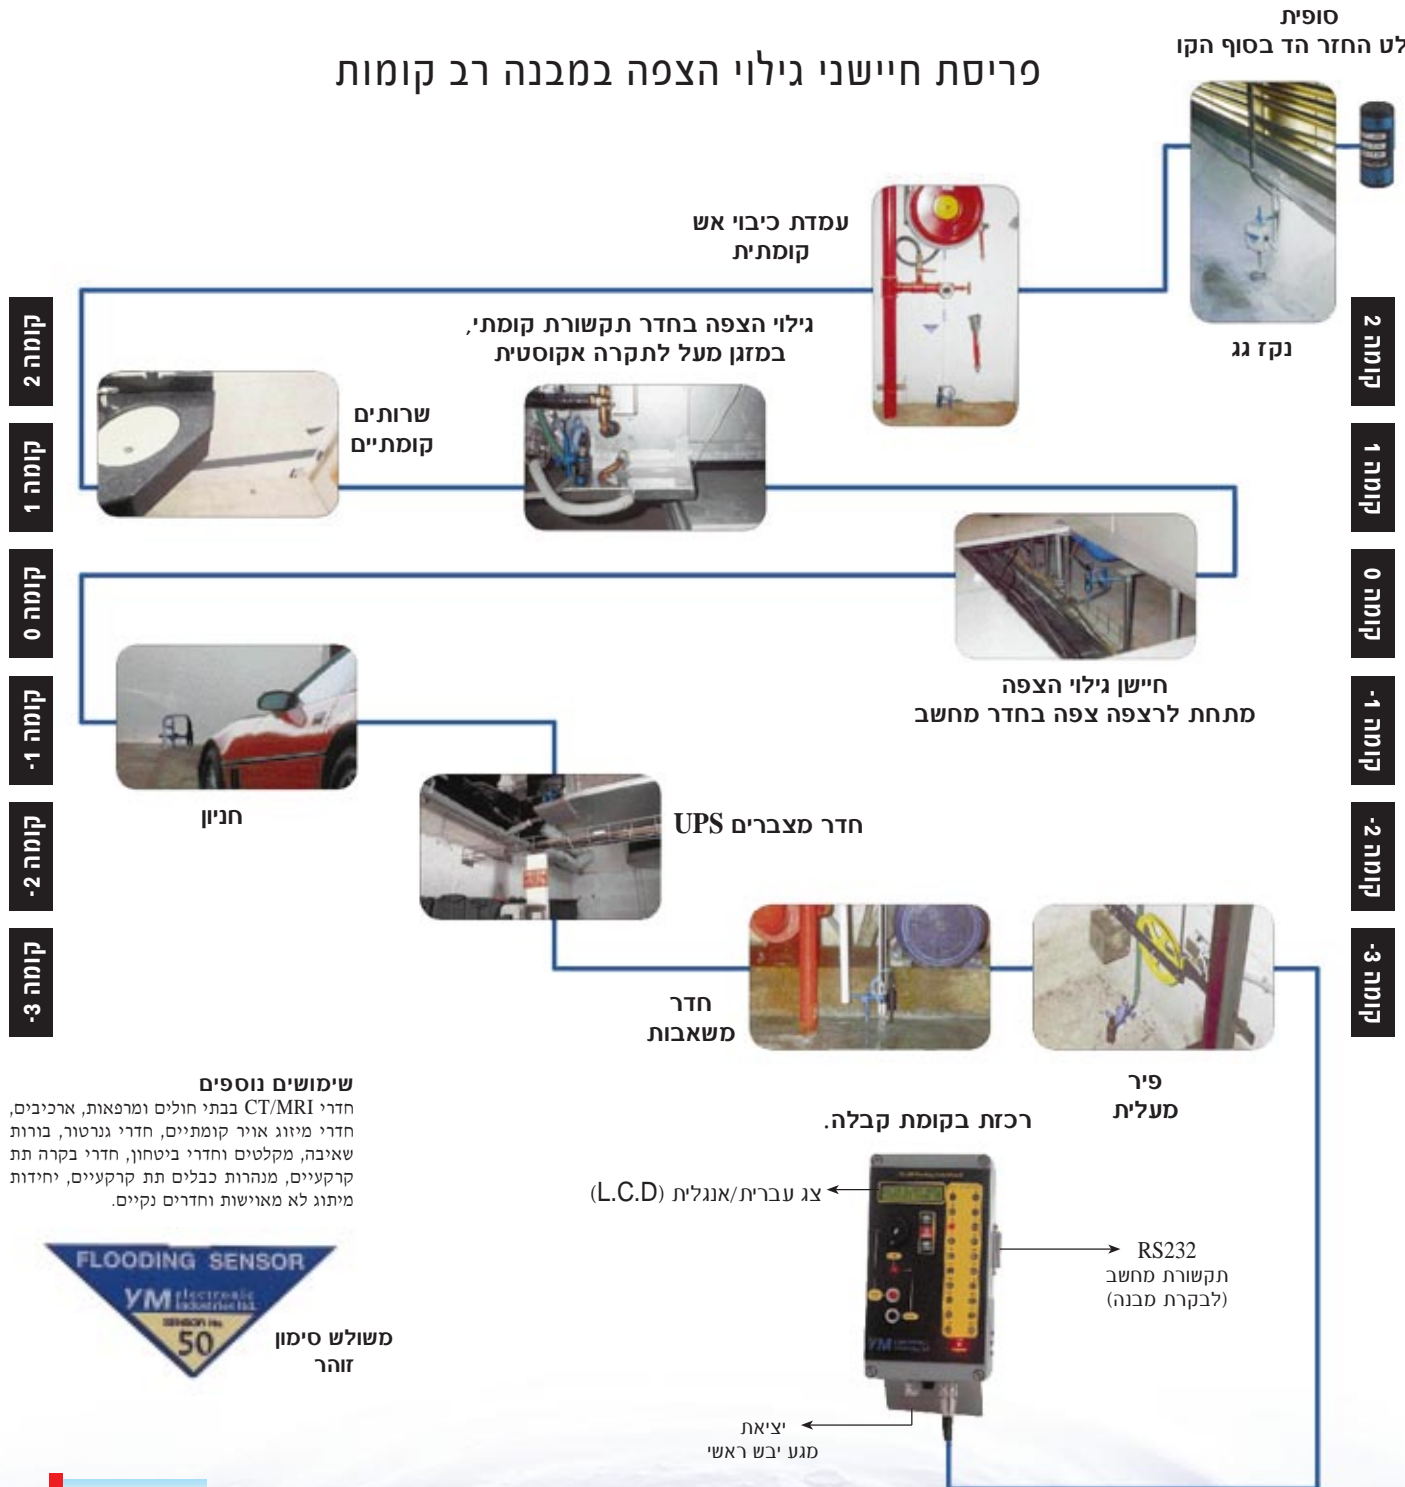 סופית
לט החזר הד בסוף הקו
פריסת חיישני גילוי הצפה במבנה רב קומות
עמדת כיבוי אש
קומתית
נקז גג
גילוי הצפה בחדר תקשורת קומתי,
במזגן מעל לתקרה אקוסטית
שרותים
קומתיים
חיישן גילוי הצפה
מתחת לרצפה צפה בחדר מחשב
חניון
חדר מצברים UPS
חדר
משאבות
פיר
מעלית
קומה 2
קומה 1
קומה 0
קומה 1-
קומה 2-
קומה 3-
קומה 2
קומה 1
קומה 0
קומה 1-
קומה 2-
קומה 3-
שימושים נוספים
חדרי CT/MRI בבתי חולים ומרפאות, ארכיבים,
חדרי מיזוג אויר קומתיים, חדרי גנרטור, בורות
שאיבה, מקלטים וחדרי ביטחון, חדרי בקרה תת
קרקעיים, מנהרות כבלים תת קרקעיים, יחידות
מיתוג לא מאוישות וחדרים נקיים.
רכזת בקומת קבלה.
צג עברית/אנגלית (L.C.D)
RS232
תקשורת מחשב
(לבקרת מבנה)
יציאת
מגע יבש ראשי
FLOODING SENSOR
YM electronic
industries ltd.
SENSOR No.
50
משולש סימון
זוהר
YM